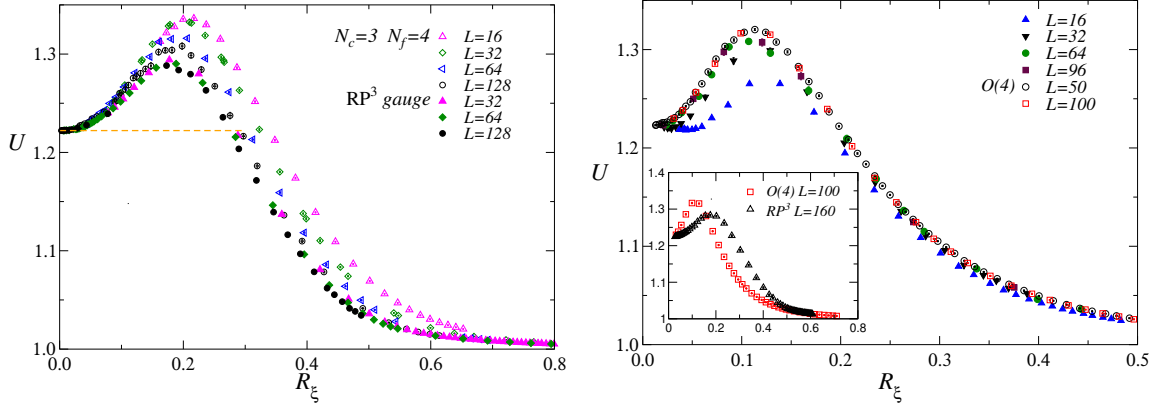 1.3
1.2
1.1
1.0
U
0.0
0.2
0.4
0.6
0.8
R_ξ
N_c=3 N_f=4
L=16
L=32
L=64
L=128
RP^3 gauge
L=32
L=64
L=128
1.3
1.2
1.1
1.0
U
0.0
0.1
0.2
0.3
0.4
0.5
R_ξ
L=16
L=32
L=64
L=96
O(4) L=50
L=100
1.4
1.3
1.2
1.1
1
0
0.2
0.4
0.6
0.8
O(4) L=100
RP^3 L=160